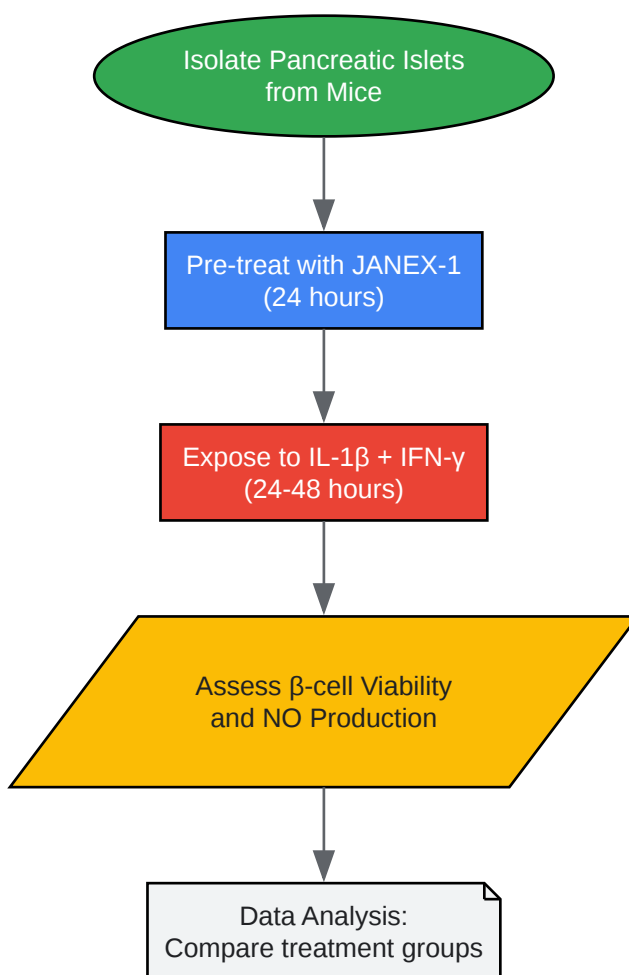 Isolate Pancreatic Islets
from Mice
Pre-treat with JANEX-1
(24 hours)
Expose to IL-1β + IFN-γ
(24-48 hours)
Assess β-cell Viability
and NO Production
Data Analysis:
Compare treatment groups